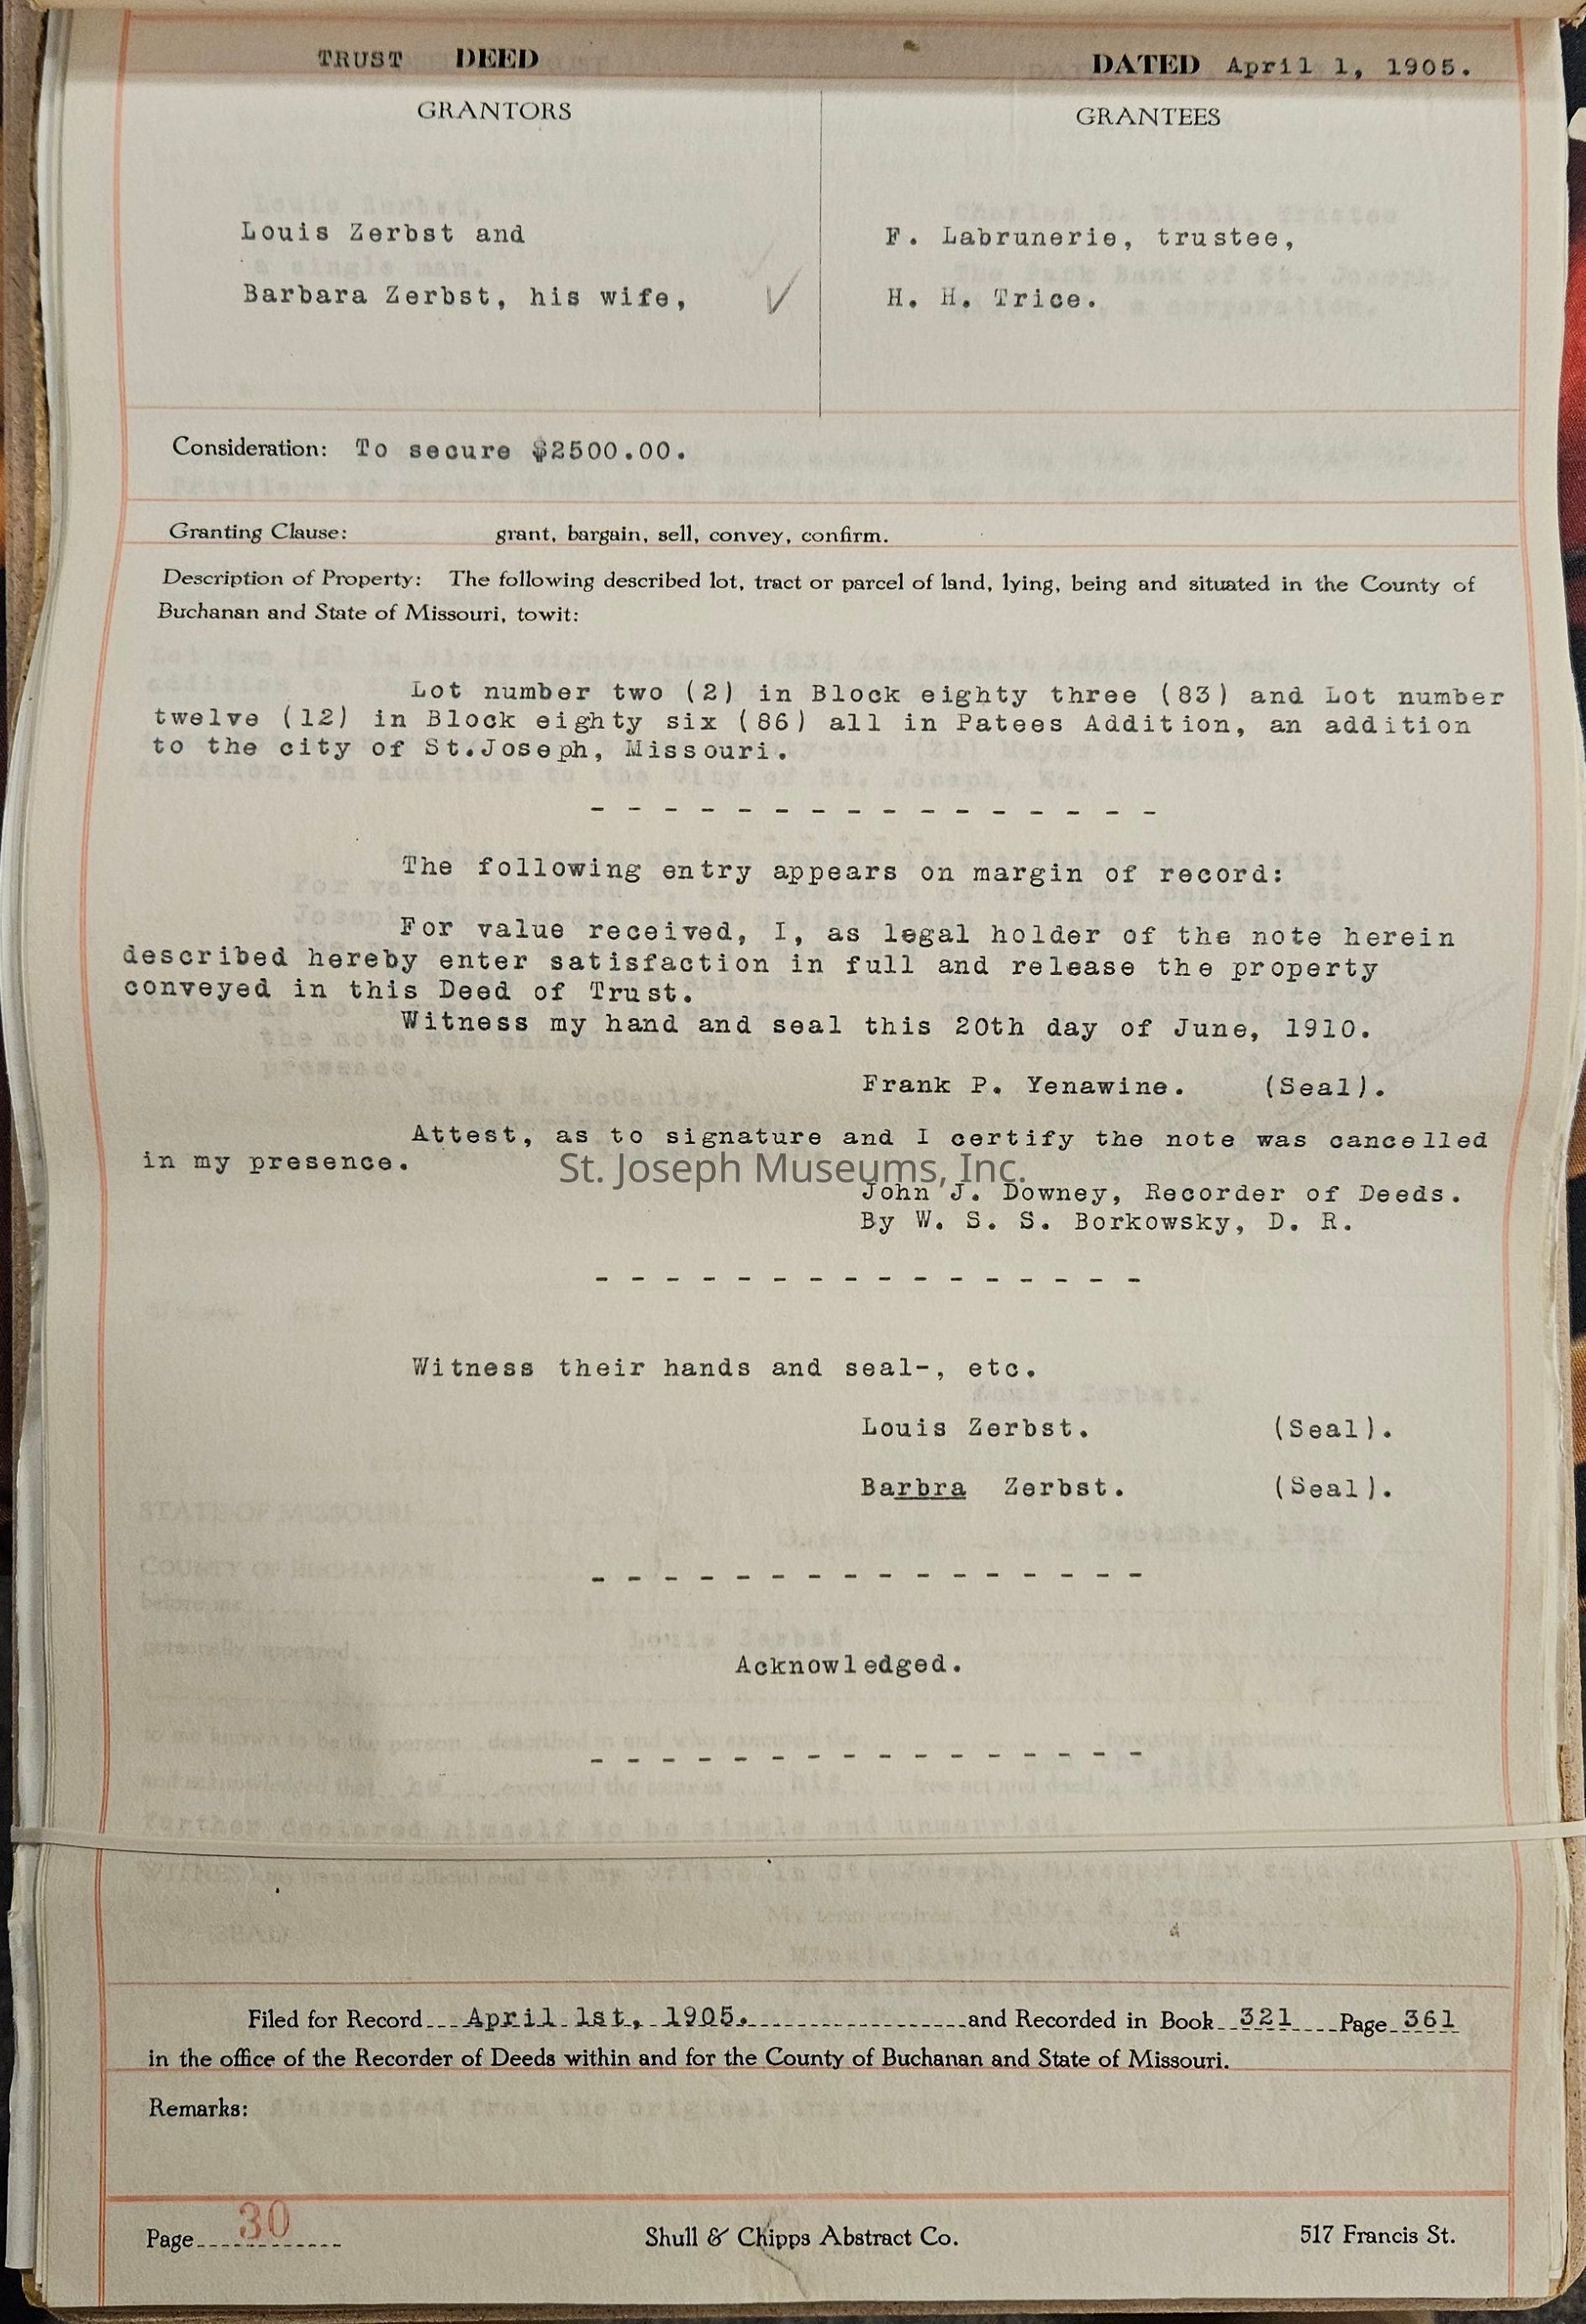 TRUST DEED DATED April 1, 1905.
GRANTORS GRANTEES
Louis Zerbst and F. Labrunerie, trustee,
Barbara Zerbst, his wife, H. H. Trice.
Consideration: To secure $2500.00.
Granting Clause: grant, bargain, sell, convey, confirm.
Description of Property: The following described lot, tract or parcel of land, lying, being and situated in the County of
Buchanan and State of Missouri, towit:
Lot number two (2) in Block eighty three (83) and Lot number
twelve (12) in Block eighty six (86) all in Patees Addition, an addition
to the city of St.Joseph, Missouri.
- - - - - - - - - - - - - - - -
The following entry appears on margin of record:
For value received, I, as legal holder of the note herein
described hereby enter satisfaction in full and release the property
conveyed in this Deed of Trust.
Witness my hand and seal this 20th day of June, 1910.
Frank P. Yenawine. (Seal).
Attest, as to signature and I certify the note was cancelled
in my presence.
St. Joseph Museums, Inc.
John J. Downey, Recorder of Deeds.
By W. S. S. Borkowsky, D. R.
- - - - - - - - - - - - - - - -
Witness their hands and seal-, etc.
Louis Zerbst. (Seal).
Barbra Zerbst. (Seal).
- - - - - - - - - - - - - - - -
Acknowledged.
- - - - - - - - - - - - - - - -
Filed for Record April 1st, 1905. and Recorded in Book 321 Page 361
in the office of the Recorder of Deeds within and for the County of Buchanan and State of Missouri.
Remarks:
Page 30 Shull & Chipps Abstract Co. 517 Francis St.